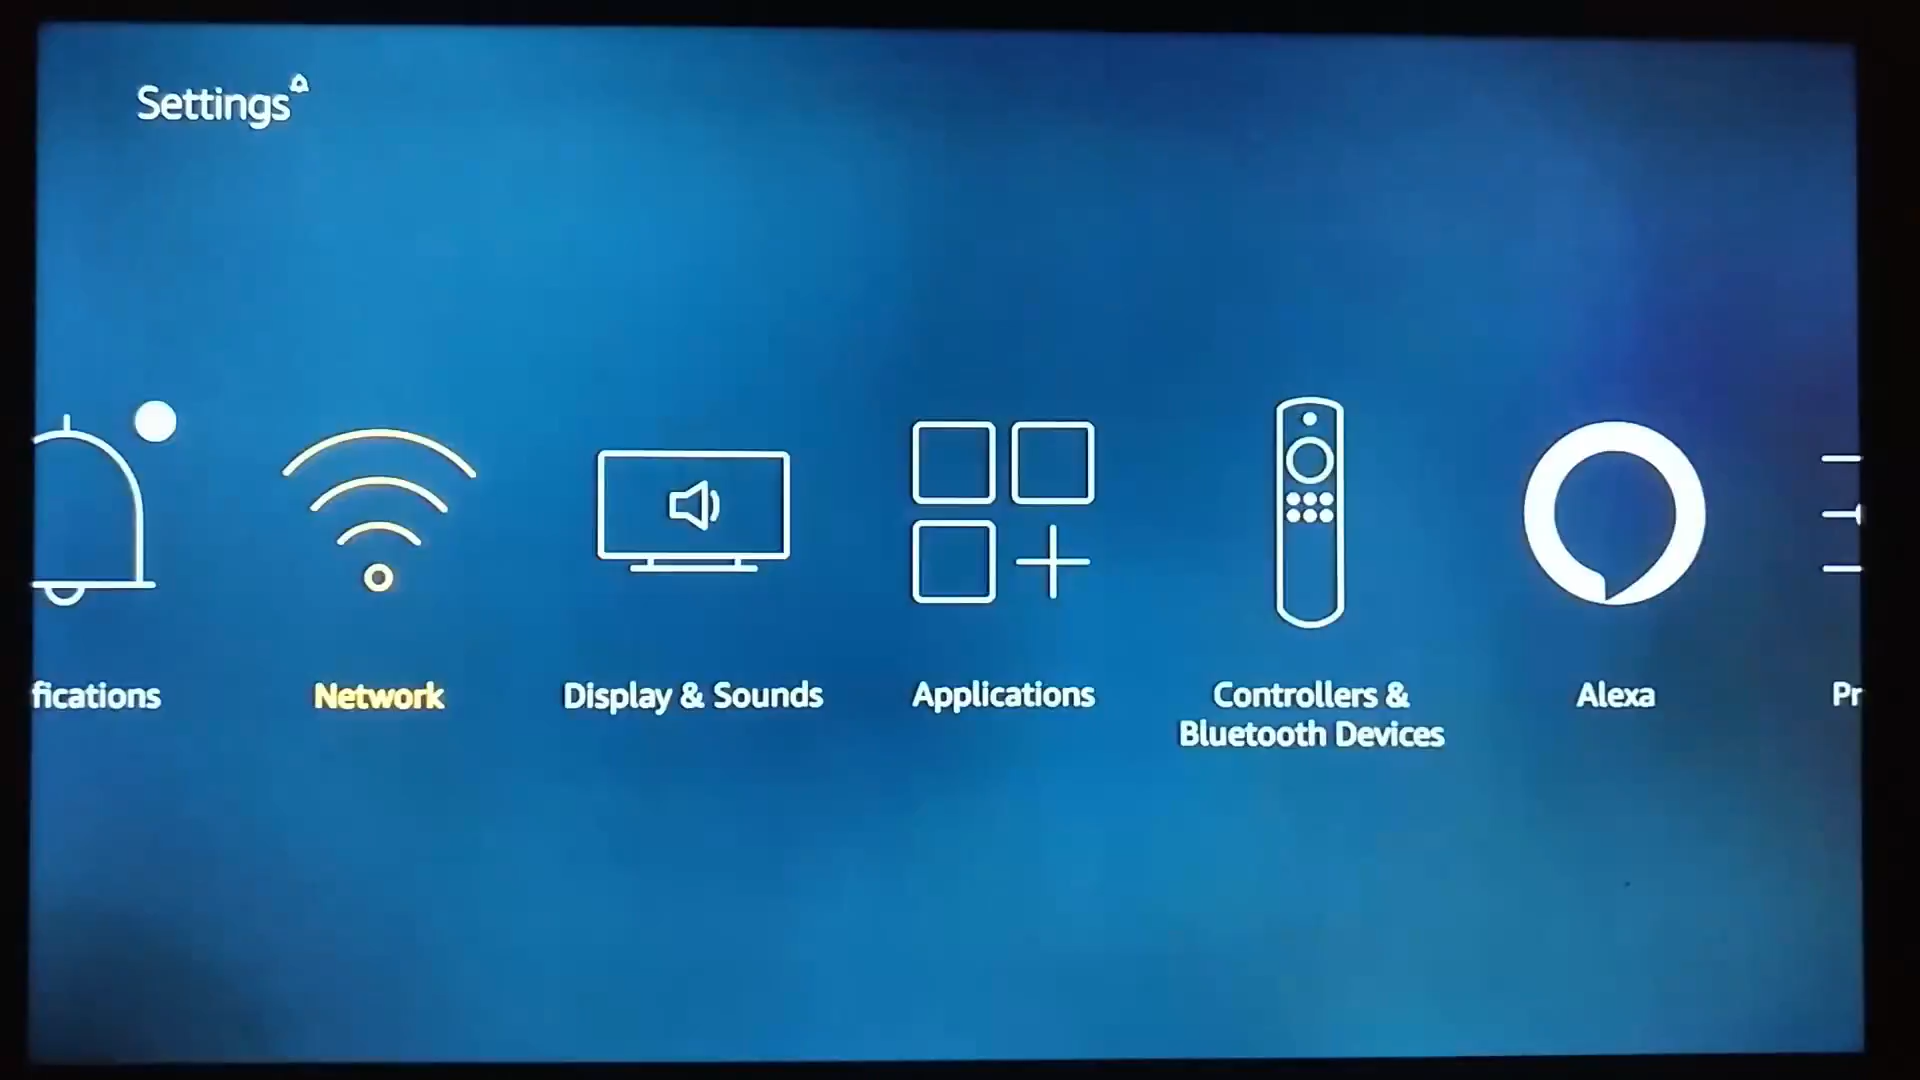 Settings
fications
Network
Display & Sounds
Applications
Controllers &
Bluetooth Devices
Alexa
Pr